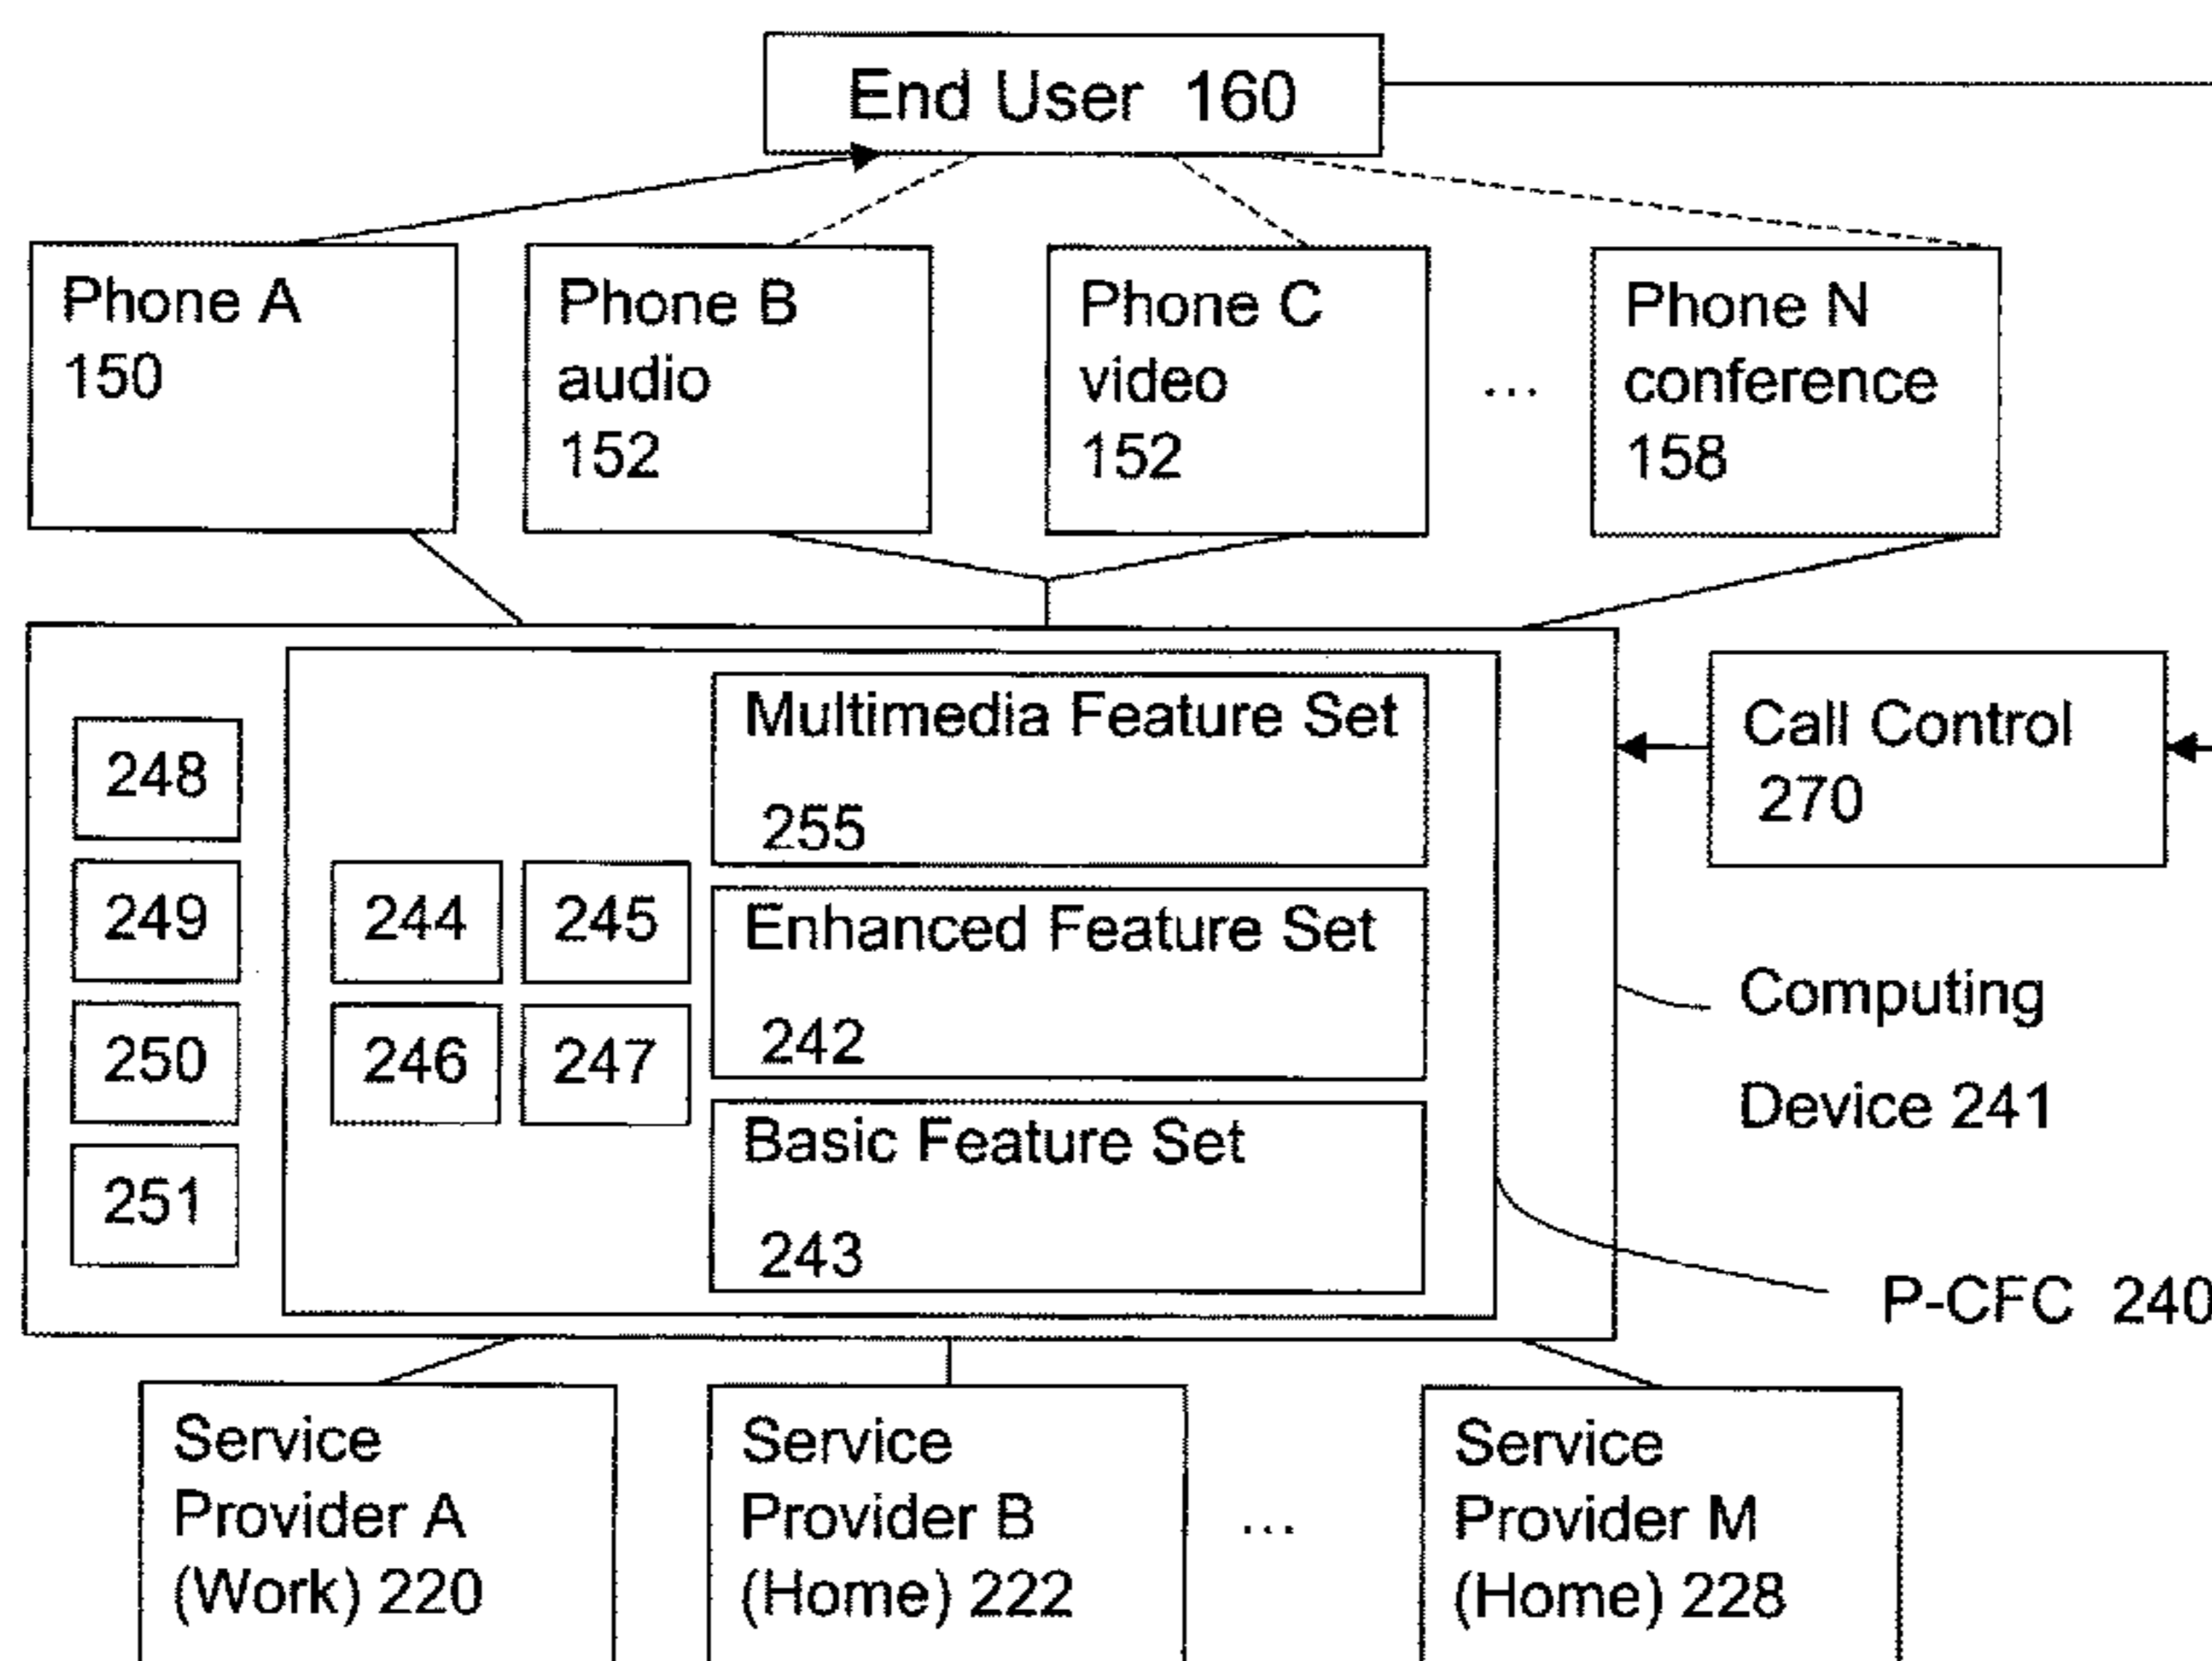 End User 160
Phone A
150
Phone B
audio
152
Phone C
video
152
...
Phone N
conference
158
248
249
250
251
244
245
246
247
Multimedia Feature Set
255
Enhanced Feature Set
242
Basic Feature Set
243
Call Control
270
Computing
Device 241
P-CFC 240
Service
Provider A
(Work) 220
Service
Provider B
(Home) 222
...
Service
Provider M
(Home) 228